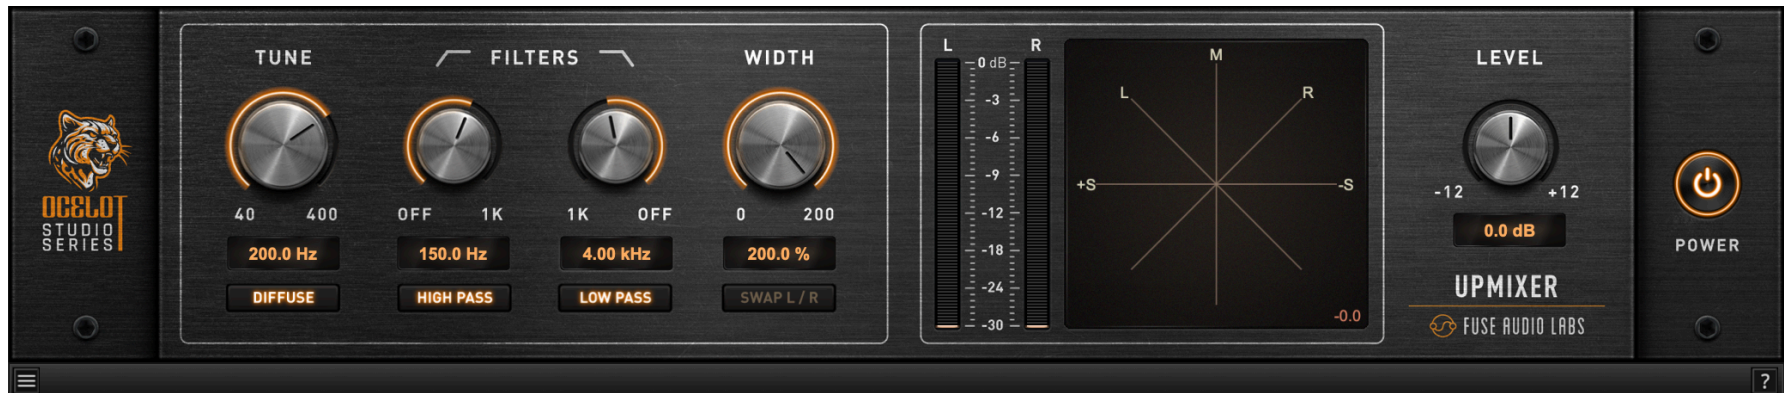 TUNE
FILTERS
WIDTH
40
400
OFF
1K
1K
OFF
0
200
200.0 Hz
150.0 Hz
4.00 kHz
200.0 %
DIFFUSE
HIGH PASS
LOW PASS
SWAP L / R
OCELOT
STUDIO
SERIES
L
R
0 dB
-3
-6
-9
-12
-18
-24
-30
M
L
R
+S
-S
-0.0
LEVEL
-12
+12
0.0 dB
UPMIXER
FUSE AUDIO LABS
POWER
?